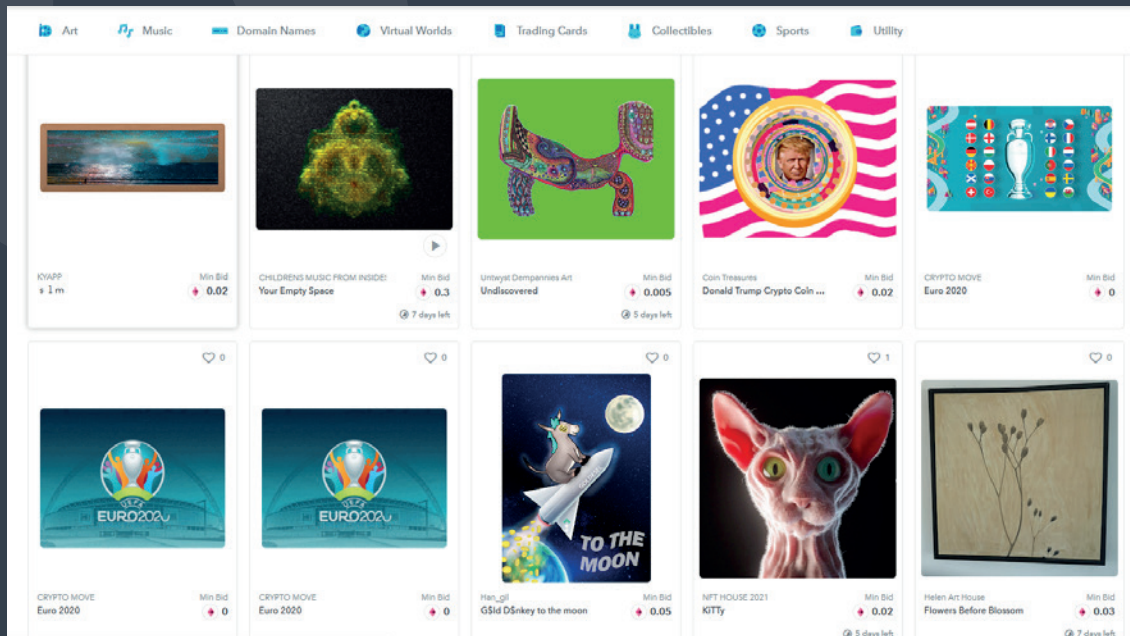 Art Music Domain Names Virtual Worlds Trading Cards Collectibles Sports Utility
KYAPP Min Bid
$ 1 m 0.02
CHILDRENS MUSIC FROM INSIDE: Min Bid
Your Empty Space 0.3
7 days left
Untwyst Dempannies Art Min Bid
Undiscovered 0.005
5 days left
Coin Treasures Min Bid
Donald Trump Crypto Coin ... 0.02
CRYPTO MOVE Min Bid
Euro 2020 0
0
UEFA
EURO2020
CRYPTO MOVE Min Bid
Euro 2020 0
0
UEFA
EURO2020
CRYPTO MOVE Min Bid
Euro 2020 0
0
TO THE
MOON
Han_gil Min Bid
G$ld D$nkey to the moon 0.05
1
NFT HOUSE 2021 Min Bid
KiTTy 0.02
5 days left
0
Helen Art House Min Bid
Flowers Before Blossom 0.03
7 days left